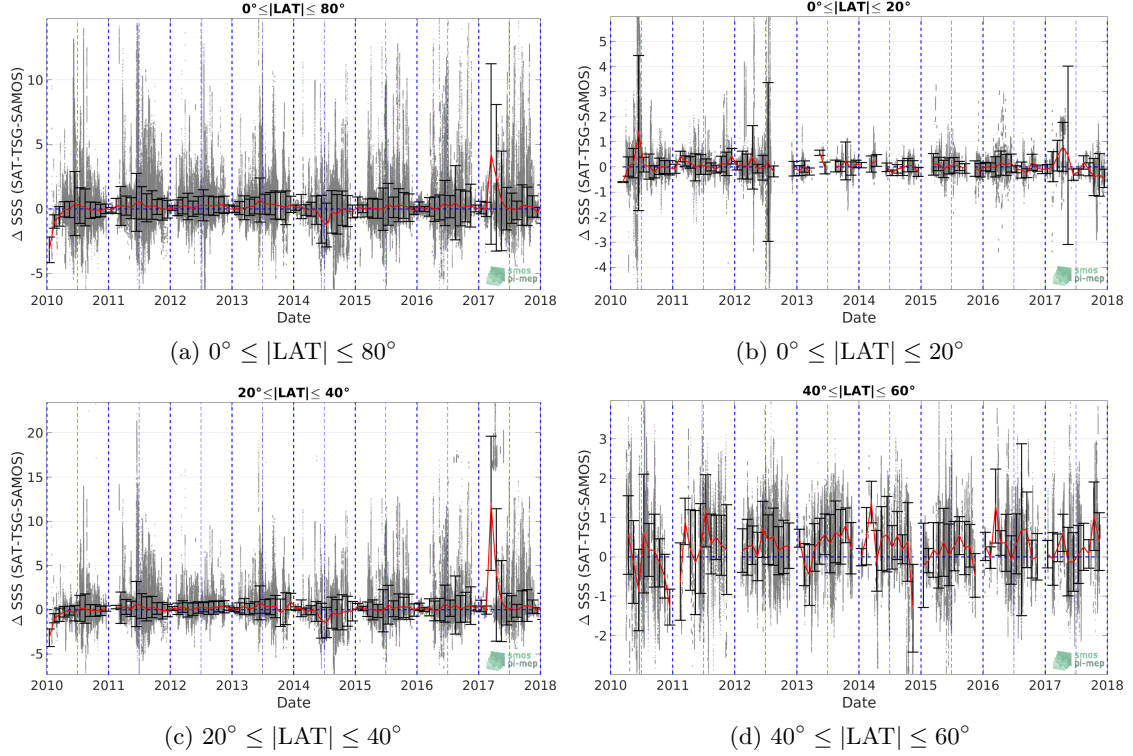 0°≤|LAT|≤ 80°
Δ SSS (SAT-TSG-SAMOS)
10
5
0
-5
2010 2011 2012 2013 2014 2015 2016 2017 2018
Date
smos
pi-mep
(a) 0° ≤ |LAT| ≤ 80°
0°≤|LAT|≤ 20°
Δ SSS (SAT-TSG-SAMOS)
5
4
3
2
1
0
-1
-2
-3
-4
2010 2011 2012 2013 2014 2015 2016 2017 2018
Date
smos
pi-mep
(b) 0° ≤ |LAT| ≤ 20°
20°≤|LAT|≤ 40°
Δ SSS (SAT-TSG-SAMOS)
20
15
10
5
0
-5
2010 2011 2012 2013 2014 2015 2016 2017 2018
Date
smos
pi-mep
(c) 20° ≤ |LAT| ≤ 40°
40°≤|LAT|≤ 60°
Δ SSS (SAT-TSG-SAMOS)
3
2
1
0
-1
-2
2010 2011 2012 2013 2014 2015 2016 2017 2018
Date
smos
pi-mep
(d) 40° ≤ |LAT| ≤ 60°